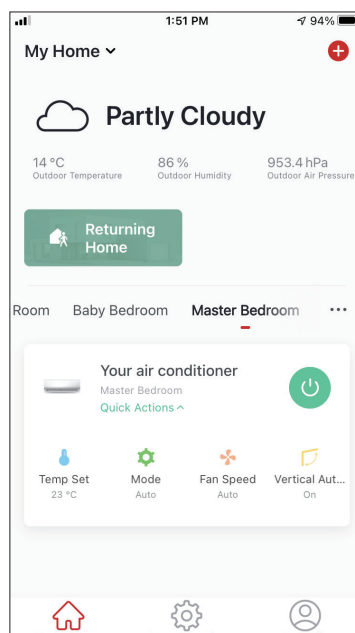 1:51 PM
94%
My Home
Partly Cloudy
14 °C
86 %
953.4 hPa
Outdoor Temperature
Outdoor Humidity
Outdoor Air Pressure
Returning
Home
Room
Baby Bedroom
Master Bedroom
Your air conditioner
Master Bedroom
Quick Actions
Temp Set
Mode
Fan Speed
Vertical Aut...
23 °C
Auto
Auto
On